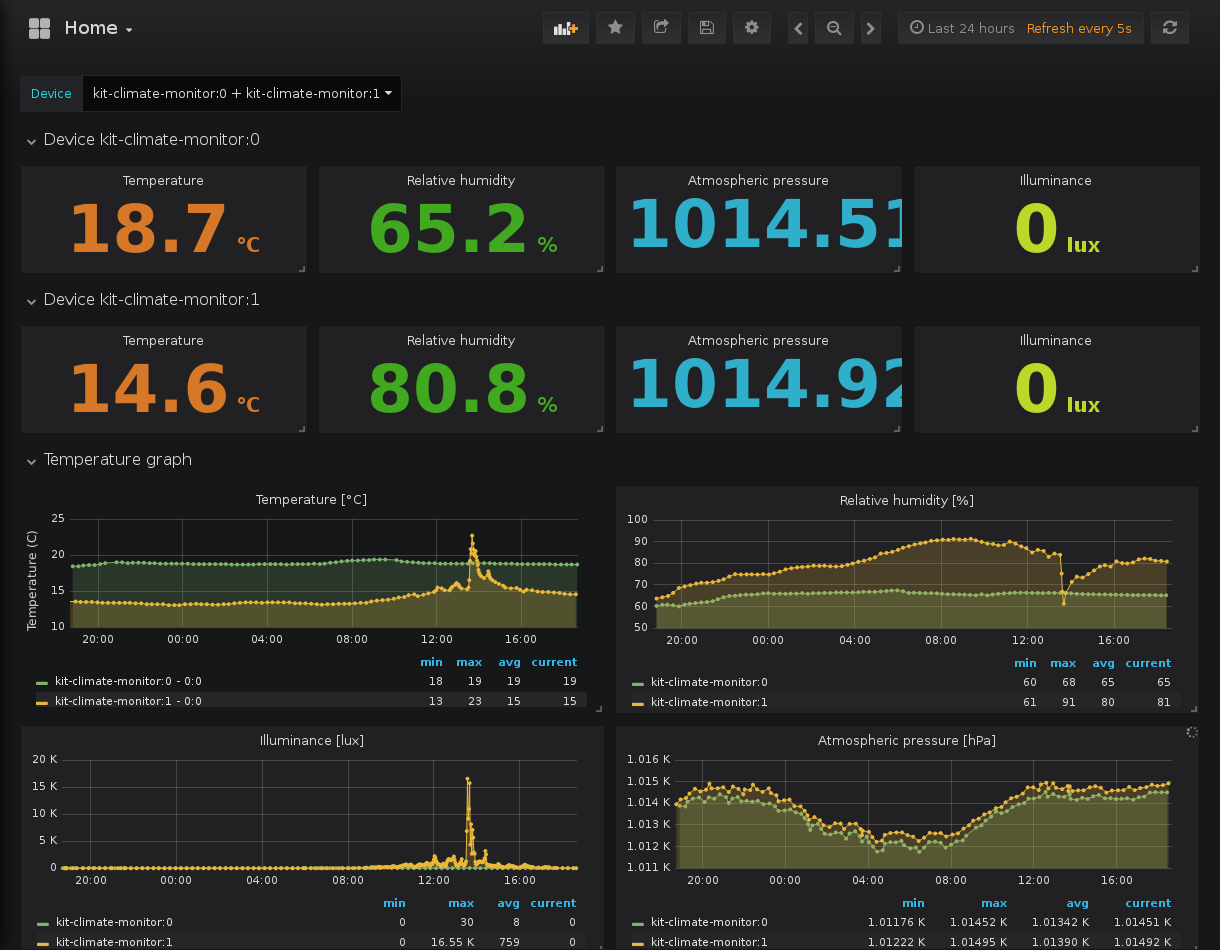 Home
Last 24 hours Refresh every 5s
Device kit-climate-monitor:0 + kit-climate-monitor:1
Device kit-climate-monitor:0
Temperature Relative humidity Atmospheric pressure Illuminance
18.7 °C 65.2 % 1014.51 0 lux
Device kit-climate-monitor:1
Temperature Relative humidity Atmospheric pressure Illuminance
14.6 °C 80.8 % 1014.92 0 lux
Temperature graph
Temperature [°C]
Temperature (C)
25
20
15
10
20:00 00:00 04:00 08:00 12:00 16:00
min max avg current
kit-climate-monitor:0 - 0:0 18 19 19 19
kit-climate-monitor:1 - 0:0 13 23 15 15
Relative humidity [%]
100
90
80
70
60
50
20:00 00:00 04:00 08:00 12:00 16:00
min max avg current
kit-climate-monitor:0 60 68 65 65
kit-climate-monitor:1 61 91 80 81
Illuminance [lux]
20 K
15 K
10 K
5 K
0
20:00 00:00 04:00 08:00 12:00 16:00
min max avg current
kit-climate-monitor:0 0 30 8 0
kit-climate-monitor:1 0 16.55 K 759 0
Atmospheric pressure [hPa]
1.016 K
1.015 K
1.014 K
1.013 K
1.012 K
1.011 K
20:00 00:00 04:00 08:00 12:00 16:00
min max avg current
kit-climate-monitor:0 1.01176 K 1.01452 K 1.01342 K 1.01451 K
kit-climate-monitor:1 1.01222 K 1.01495 K 1.01390 K 1.01492 K